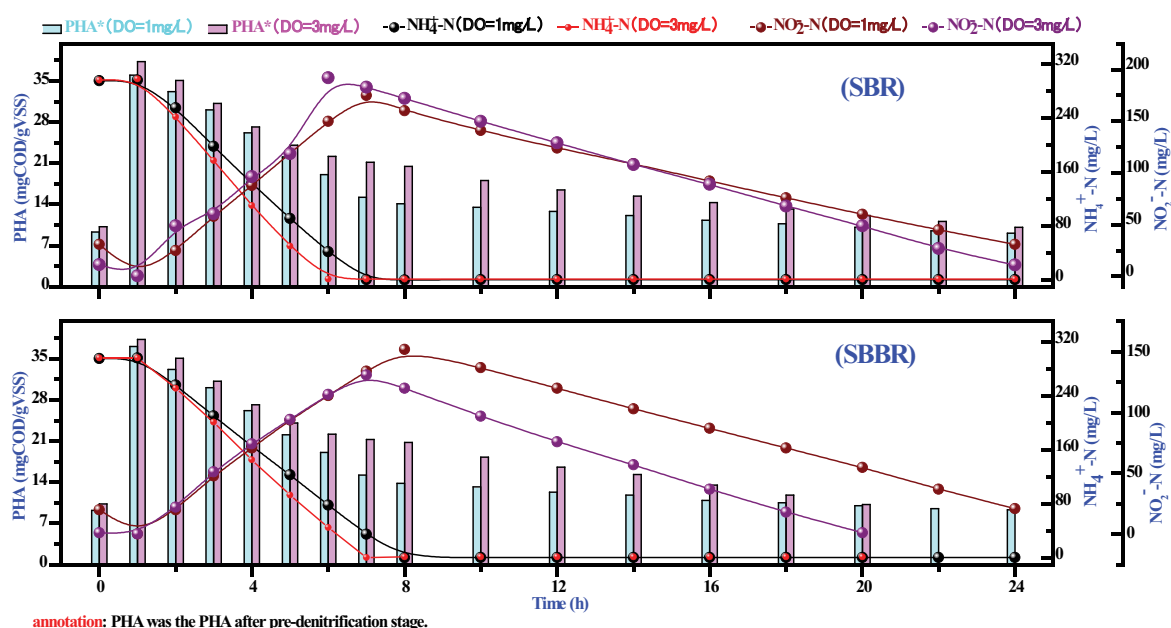 PHA*(DO=1mg/L) PHA*(DO=3mg/L) NH₄⁺-N(DO=1mg/L) NH₄⁺-N(DO=3mg/L) NO₂⁻-N(DO=1mg/L) NO₂⁻-N(DO=3mg/L)
(SBR)
PHA (mgCOD/gVSS)
35
28
21
14
7
0
320
240
160
80
0
NH₄⁺-N (mg/L)
200
150
100
50
0
NO₂⁻-N (mg/L)
(SBBR)
PHA (mgCOD/gVSS)
35
28
21
14
7
0
320
240
160
80
0
NH₄⁺-N (mg/L)
150
100
50
0
NO₂⁻-N (mg/L)
0 4 8 12 16 20 24
Time (h)
annotation: PHA was the PHA after pre-denitrification stage.